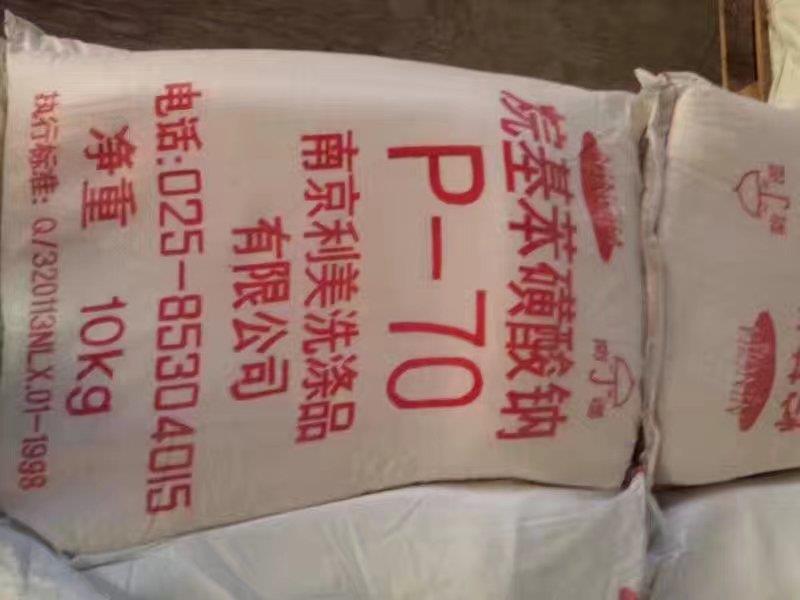 烷基苯磺酸钠
P-70
南京利美洗涤品
有限公司
电话:025-85304015
净重 10kg
执行标准: Q/320113NLX.01-1998